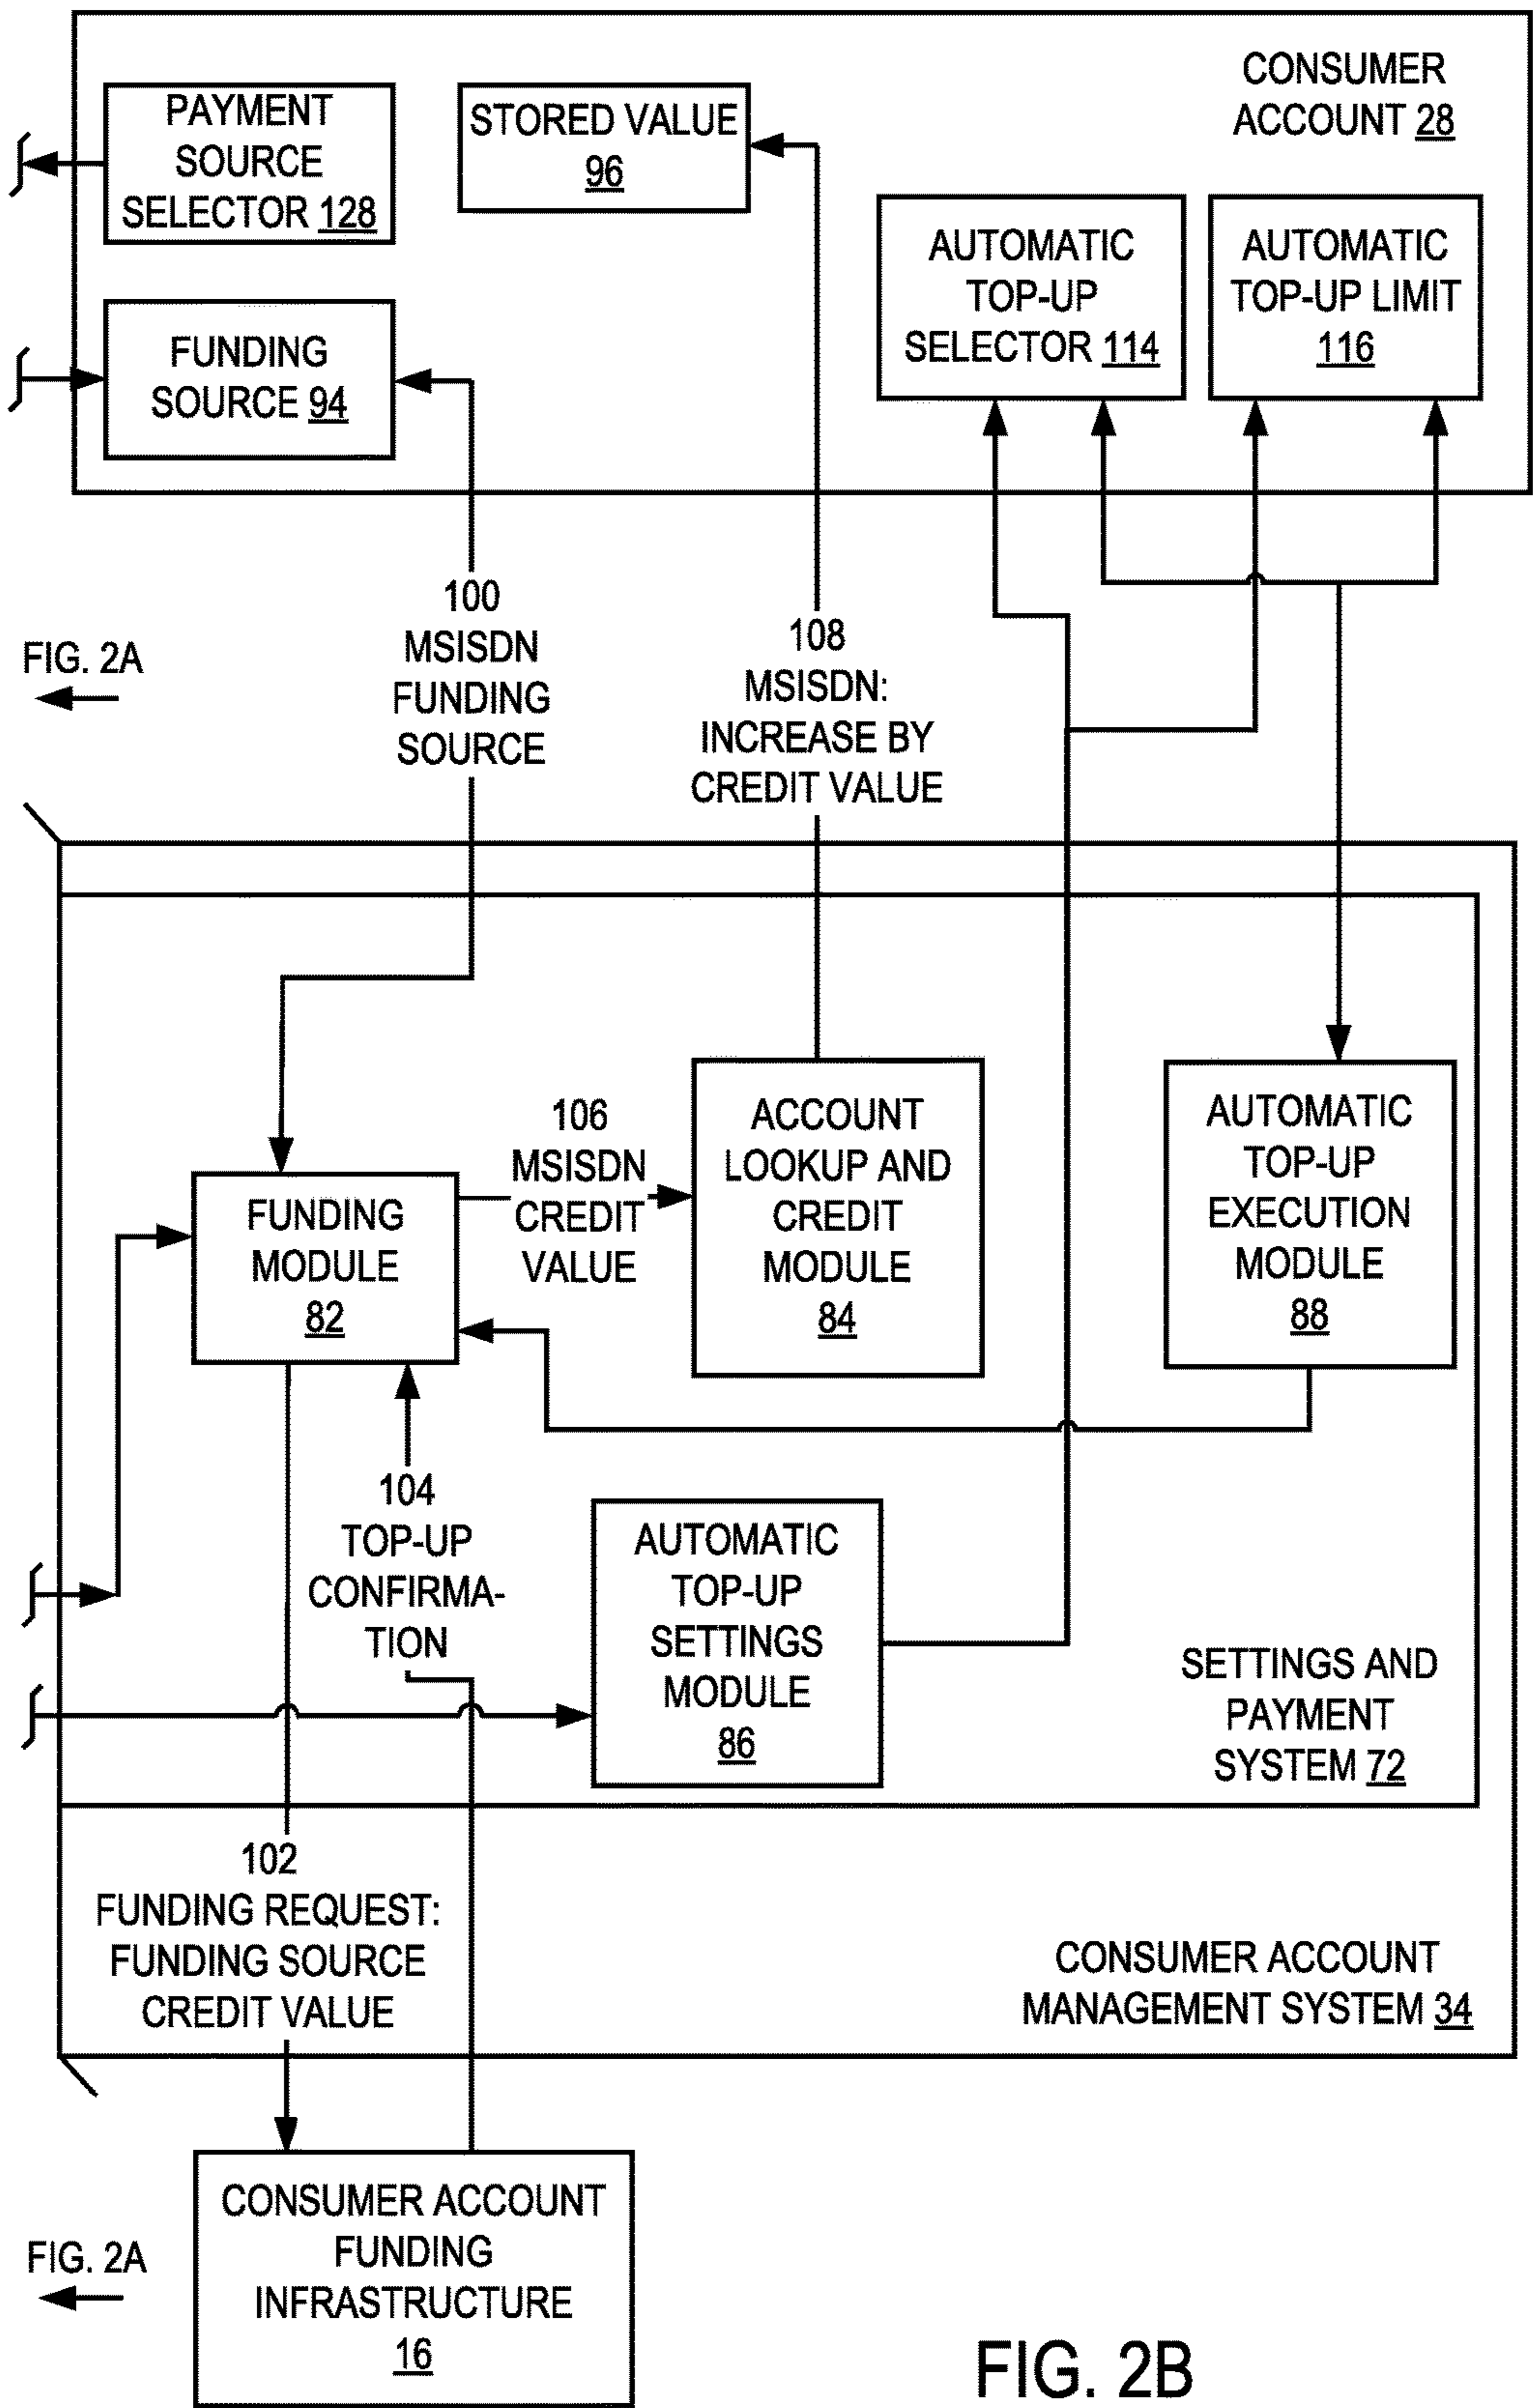 CONSUMER
ACCOUNT 28
PAYMENT
SOURCE
SELECTOR 128
STORED VALUE
96
AUTOMATIC
TOP-UP
SELECTOR 114
AUTOMATIC
TOP-UP LIMIT
116
FUNDING
SOURCE 94
100
MSISDN
FUNDING
SOURCE
108
MSISDN:
INCREASE BY
CREDIT VALUE
FIG. 2A
FUNDING
MODULE
82
106
MSISDN
CREDIT
VALUE
ACCOUNT
LOOKUP AND
CREDIT
MODULE
84
AUTOMATIC
TOP-UP
EXECUTION
MODULE
88
104
TOP-UP
CONFIRMA-
TION
AUTOMATIC
TOP-UP
SETTINGS
MODULE
86
SETTINGS AND
PAYMENT
SYSTEM 72
102
FUNDING REQUEST:
FUNDING SOURCE
CREDIT VALUE
CONSUMER ACCOUNT
MANAGEMENT SYSTEM 34
CONSUMER ACCOUNT
FUNDING
INFRASTRUCTURE
16
FIG. 2A
FIG. 2B